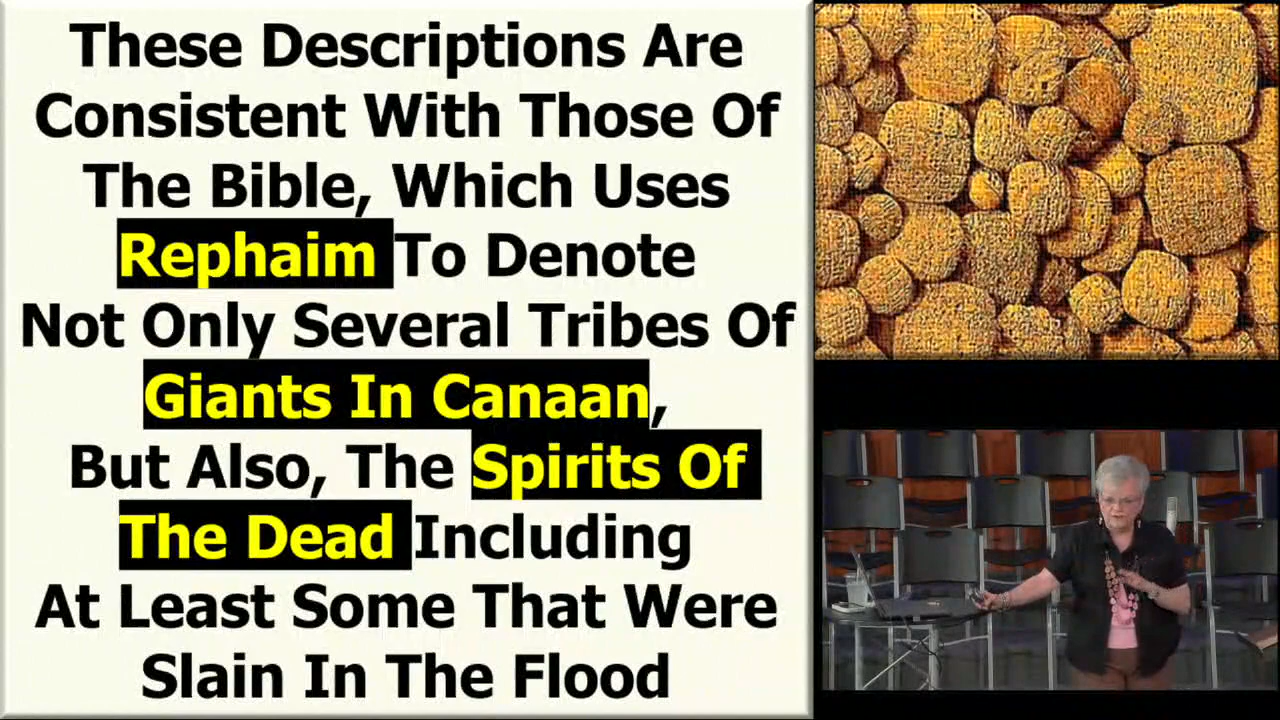 These Descriptions Are
Consistent With Those Of
The Bible, Which Uses
Rephaim To Denote
Not Only Several Tribes Of
Giants In Canaan,
But Also, The Spirits Of
The Dead Including
At Least Some That Were
Slain In The Flood